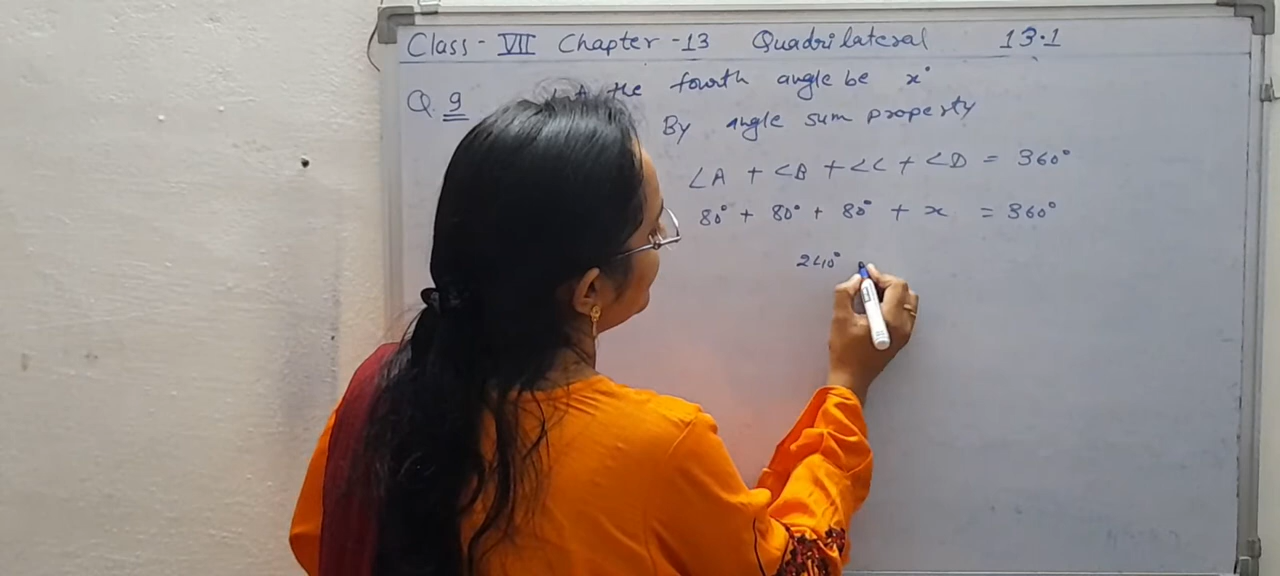 Class - VII Chapter - 13 Quadrilateral 13.1
Q. 9 the fourth angle be x°
By angle sum property
∠A + ∠B + ∠C + ∠D = 360°
80° + 80° + 80° + x = 360°
240°